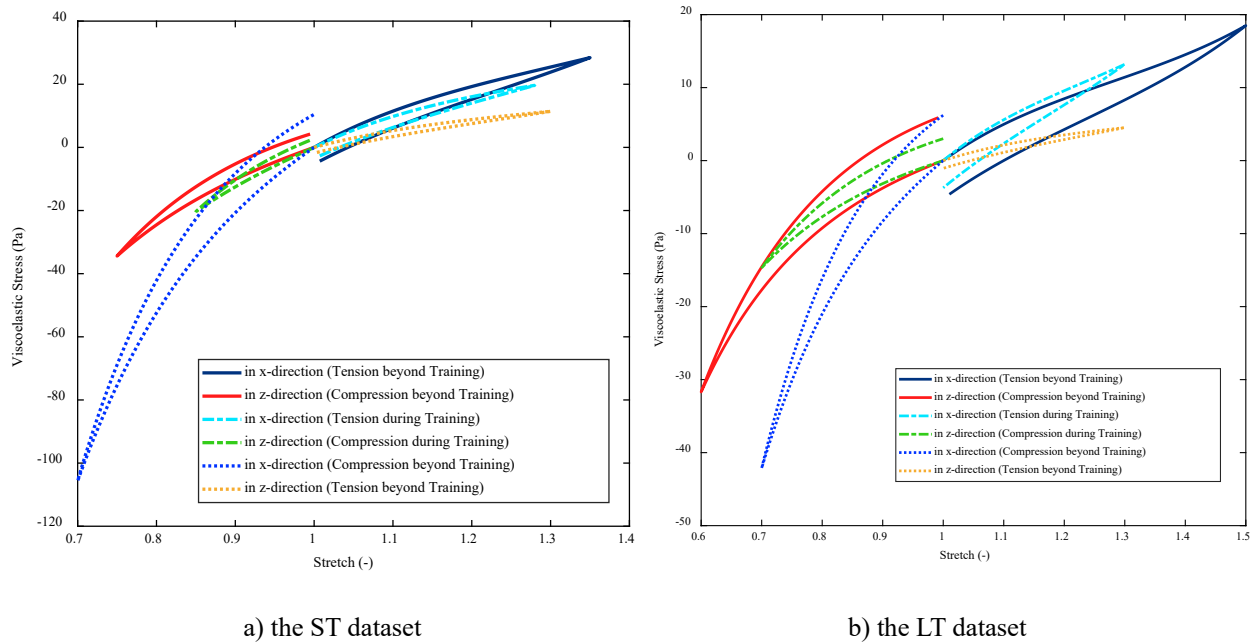 40
20
0
-20
-40
-60
-80
-100
-120
Viscoelastic Stress (Pa)
0.7 0.8 0.9 1 1.1 1.2 1.3 1.4
Stretch (-)
in x-direction (Tension beyond Training)
in z-direction (Compression beyond Training)
in x-direction (Tension during Training)
in z-direction (Compression during Training)
in x-direction (Compression beyond Training)
in z-direction (Tension beyond Training)
a) the ST dataset
20
10
0
-10
-20
-30
-40
-50
Viscoelastic Stress (Pa)
0.6 0.7 0.8 0.9 1 1.1 1.2 1.3 1.4 1.5
Stretch (-)
in x-direction (Tension beyond Training)
in z-direction (Compression beyond Training)
in x-direction (Tension during Training)
in z-direction (Compression during Training)
in x-direction (Compression beyond Training)
in z-direction (Tension beyond Training)
b) the LT dataset